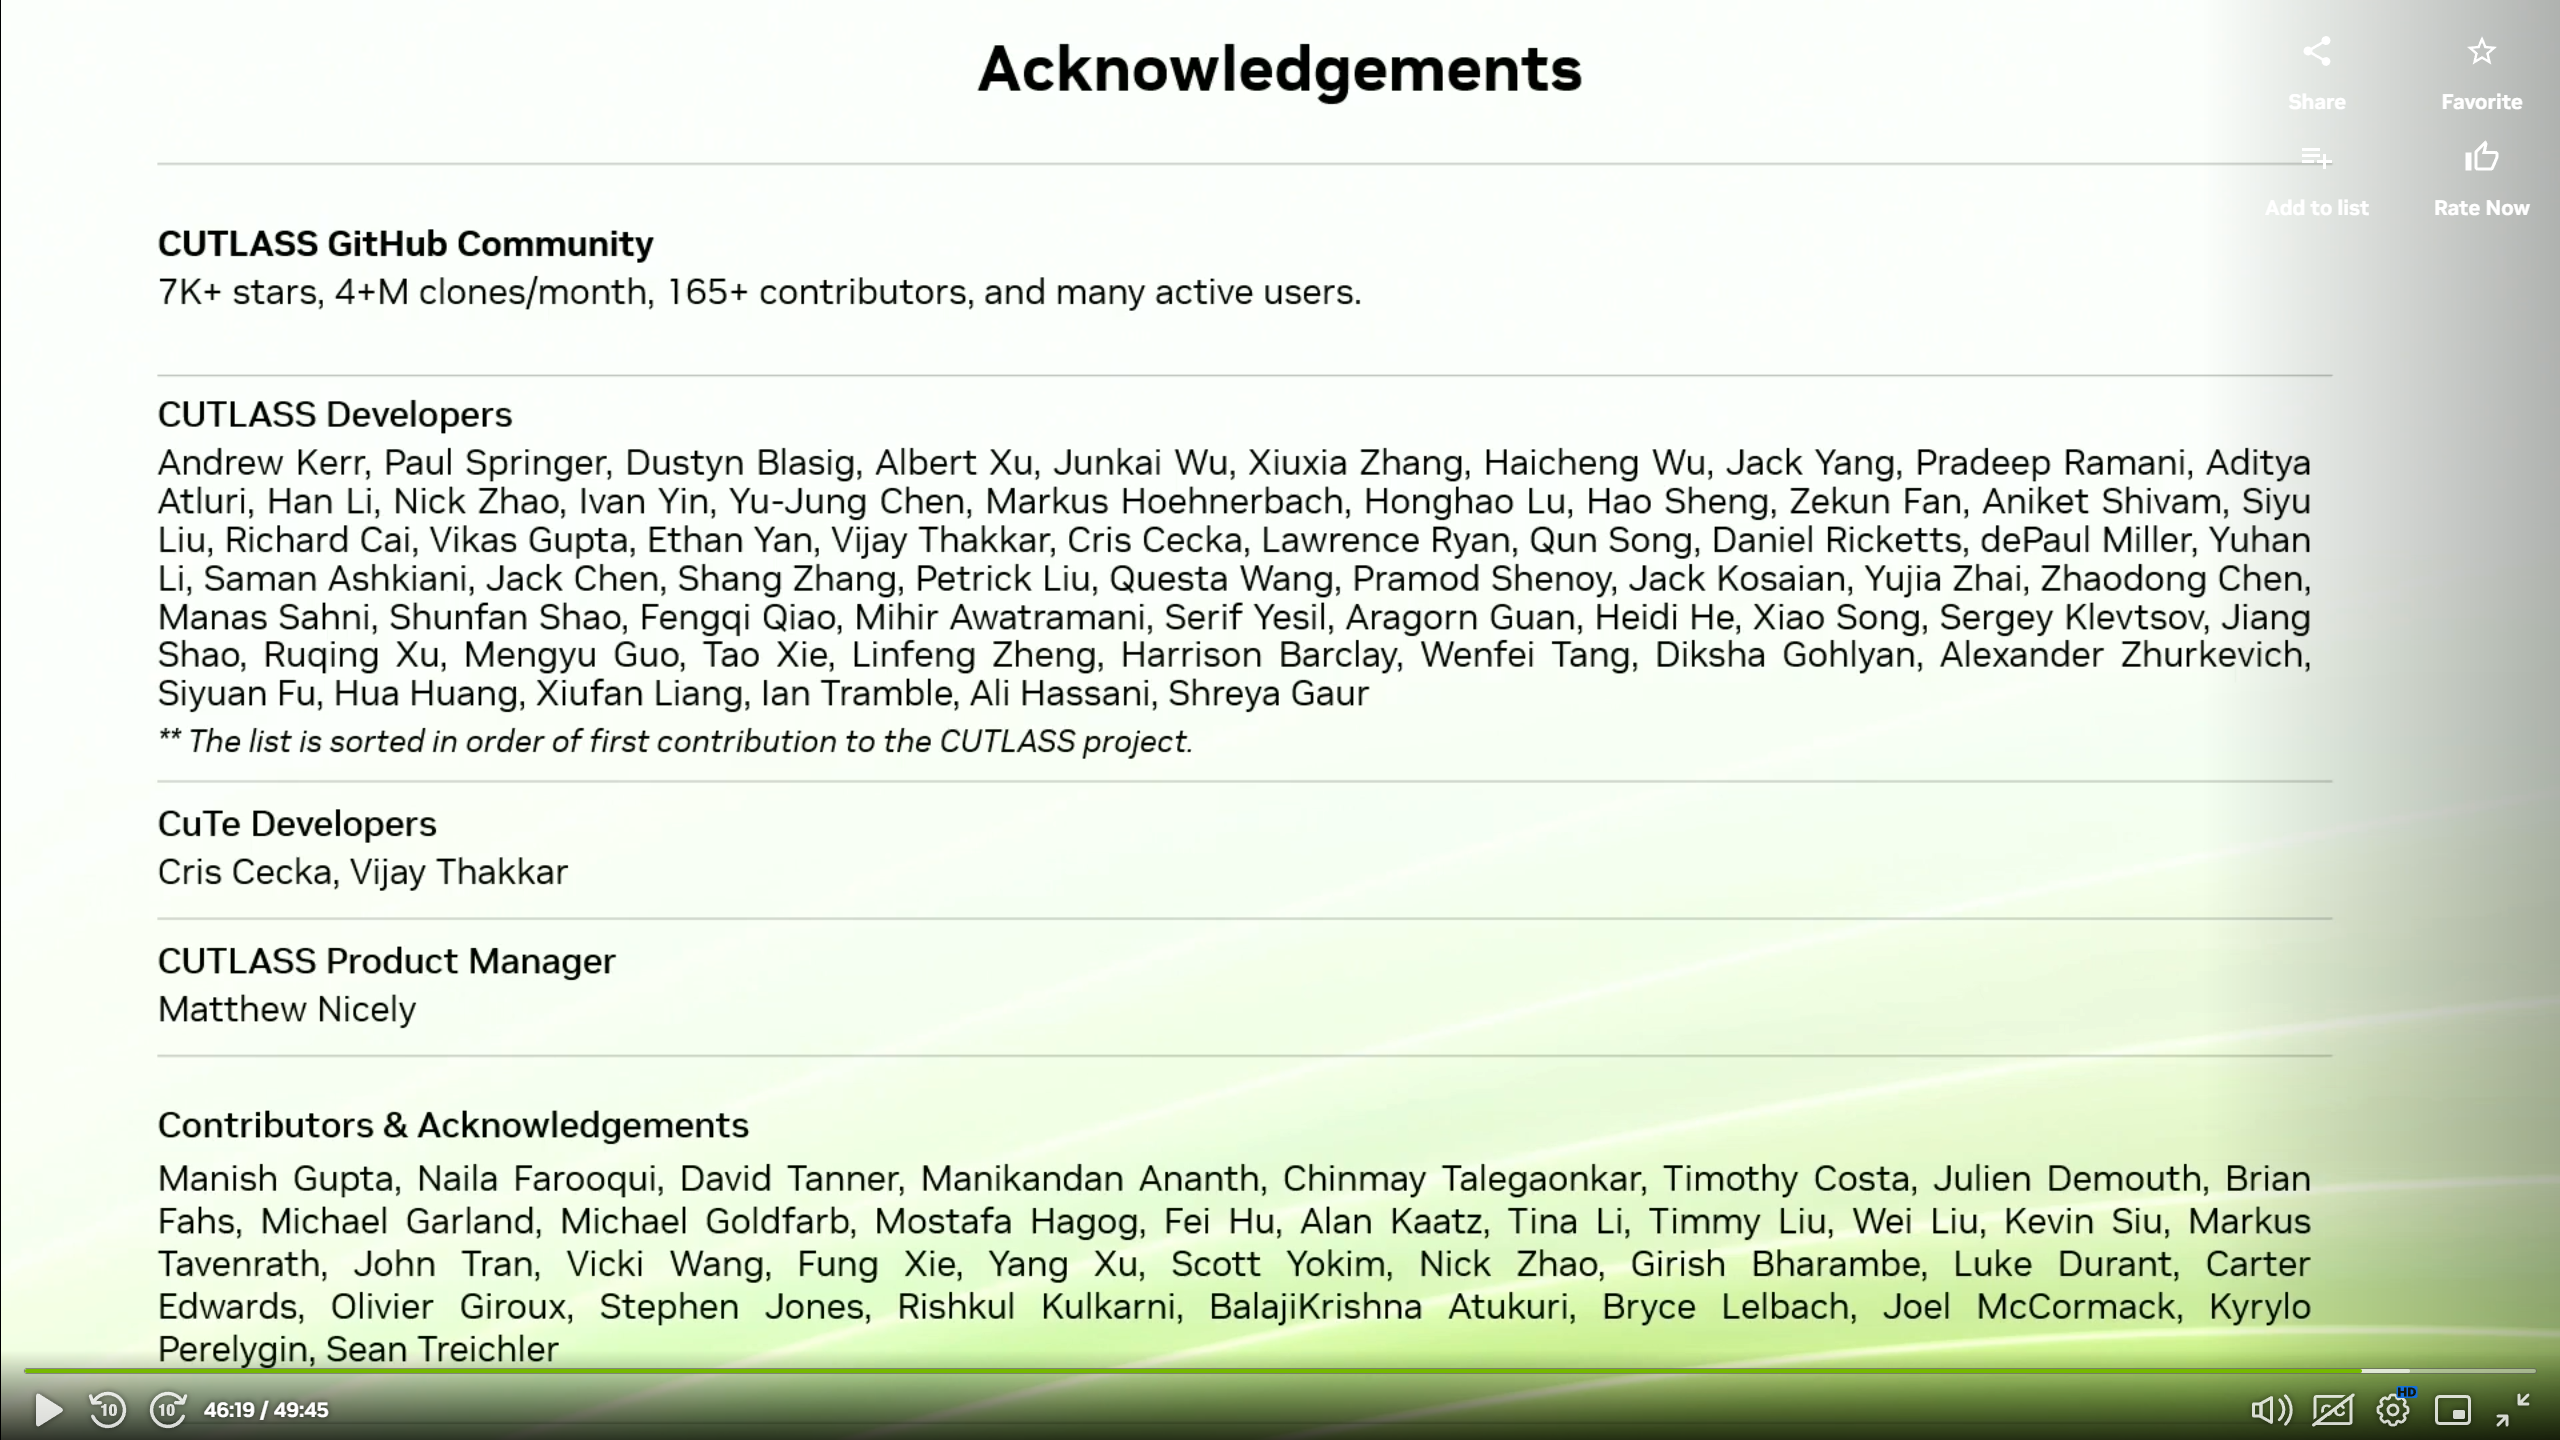 Acknowledgements
Share
Favorite
Add to list
Rate Now
CUTLASS GitHub Community
7K+ stars, 4+M clones/month, 165+ contributors, and many active users.
CUTLASS Developers
Andrew Kerr, Paul Springer, Dustyn Blasig, Albert Xu, Junkai Wu, Xiuxia Zhang, Haicheng Wu, Jack Yang, Pradeep Ramani, Aditya
Atluri, Han Li, Nick Zhao, Ivan Yin, Yu-Jung Chen, Markus Hoehnerbach, Honghao Lu, Hao Sheng, Zekun Fan, Aniket Shivam, Siyu
Liu, Richard Cai, Vikas Gupta, Ethan Yan, Vijay Thakkar, Cris Cecka, Lawrence Ryan, Qun Song, Daniel Ricketts, dePaul Miller, Yuhan
Li, Saman Ashkiani, Jack Chen, Shang Zhang, Petrick Liu, Questa Wang, Pramod Shenoy, Jack Kosaian, Yujia Zhai, Zhaodong Chen,
Manas Sahni, Shunfan Shao, Fengqi Qiao, Mihir Awatramani, Serif Yesil, Aragorn Guan, Heidi He, Xiao Song, Sergey Klevtsov, Jiang
Shao, Ruqing Xu, Mengyu Guo, Tao Xie, Linfeng Zheng, Harrison Barclay, Wenfei Tang, Diksha Gohlyan, Alexander Zhurkevich,
Siyuan Fu, Hua Huang, Xiufan Liang, Ian Tramble, Ali Hassani, Shreya Gaur
** The list is sorted in order of first contribution to the CUTLASS project.
CuTe Developers
Cris Cecka, Vijay Thakkar
CUTLASS Product Manager
Matthew Nicely
Contributors & Acknowledgements
Manish Gupta, Naila Farooqui, David Tanner, Manikandan Ananth, Chinmay Talegaonkar, Timothy Costa, Julien Demouth, Brian
Fahs, Michael Garland, Michael Goldfarb, Mostafa Hagog, Fei Hu, Alan Kaatz, Tina Li, Timmy Liu, Wei Liu, Kevin Siu, Markus
Tavenrath, John Tran, Vicki Wang, Fung Xie, Yang Xu, Scott Yokim, Nick Zhao, Girish Bharambe, Luke Durant, Carter
Edwards, Olivier Giroux, Stephen Jones, Rishkul Kulkarni, BalajiKrishna Atukuri, Bryce Lelbach, Joel McCormack, Kyrylo
Perelygin, Sean Treichler
10 10 46:19 / 49:45 CC HD